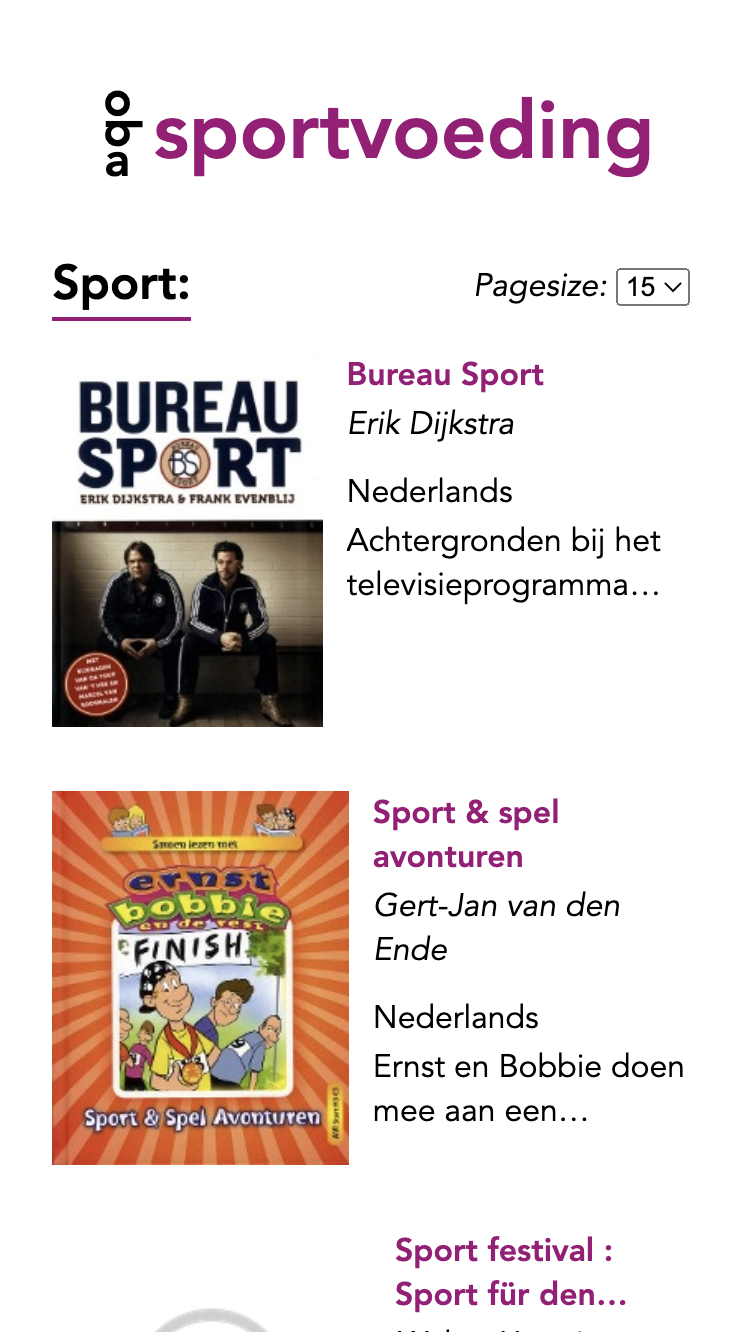 oba sportvoeding
Sport:
Pagesize: 15
BUREAU
SPORT
ERIK DIJKSTRA & FRANK EVENBLIJ
Bureau Sport
Erik Dijkstra
Nederlands
Achtergronden bij het
televisieprogramma…
MET
BIJDRAGEN
Samen lezen met
ernst
bobbie
en de rest
FINISH
Sport & Spel Avonturen
Sport & spel
avonturen
Gert-Jan van den
Ende
Nederlands
Ernst en Bobbie doen
mee aan een…
Sport festival :
Sport für den…